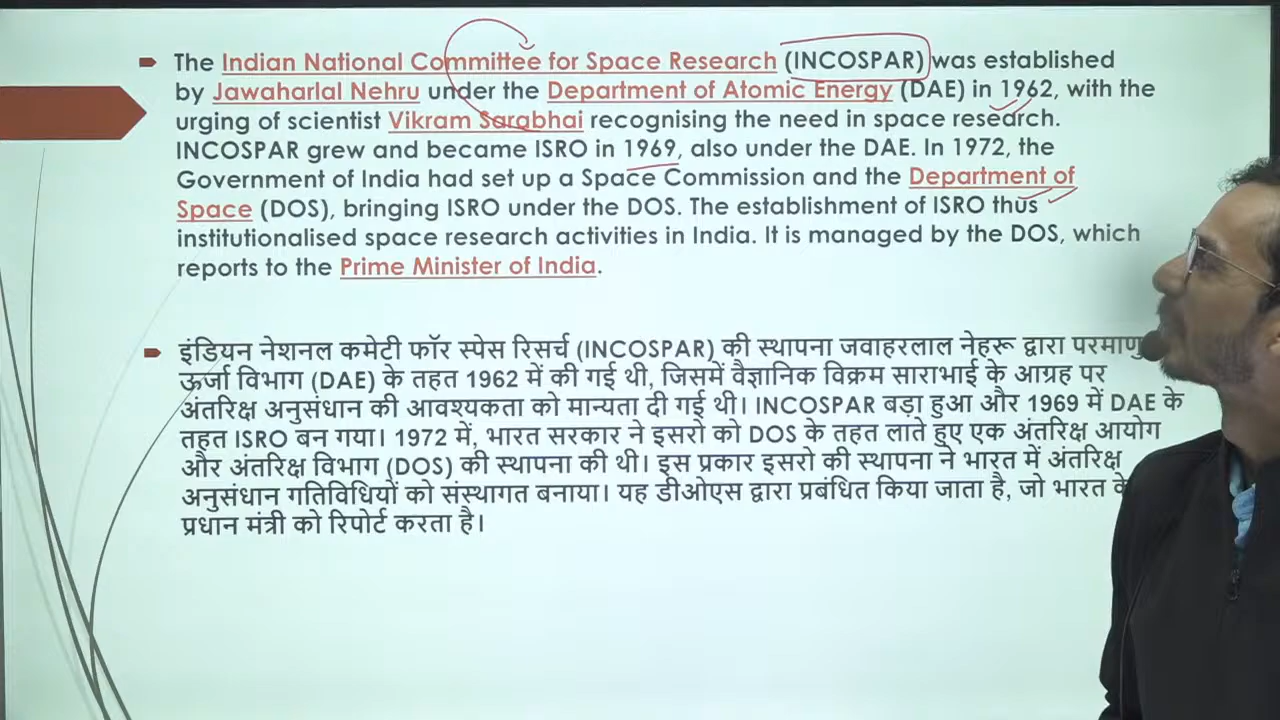 The Indian National Committee for Space Research (INCOSPAR) was established
by Jawaharlal Nehru under the Department of Atomic Energy (DAE) in 1962, with the
urging of scientist Vikram Sarabhai recognising the need in space research.
INCOSPAR grew and became ISRO in 1969, also under the DAE. In 1972, the
Government of India had set up a Space Commission and the Department of
Space (DOS), bringing ISRO under the DOS. The establishment of ISRO thus
institutionalised space research activities in India. It is managed by the DOS, which
reports to the Prime Minister of India.
इंडियन नेशनल कमेटी फॉर स्पेस रिसर्च (INCOSPAR) की स्थापना जवाहरलाल नेहरू द्वारा परमाणु
ऊर्जा विभाग (DAE) के तहत 1962 में की गई थी, जिसमें वैज्ञानिक विक्रम साराभाई के आग्रह पर
अंतरिक्ष अनुसंधान की आवश्यकता को मान्यता दी गई थी। INCOSPAR बड़ा हुआ और 1969 में DAE के
तहत ISRO बन गया। 1972 में, भारत सरकार ने इसरो को DOS के तहत लाते हुए एक अंतरिक्ष आयोग
और अंतरिक्ष विभाग (DOS) की स्थापना की थी। इस प्रकार इसरो की स्थापना ने भारत में अंतरिक्ष
अनुसंधान गतिविधियों को संस्थागत बनाया। यह डीओएस द्वारा प्रबंधित किया जाता है, जो भारत के
प्रधान मंत्री को रिपोर्ट करता है।